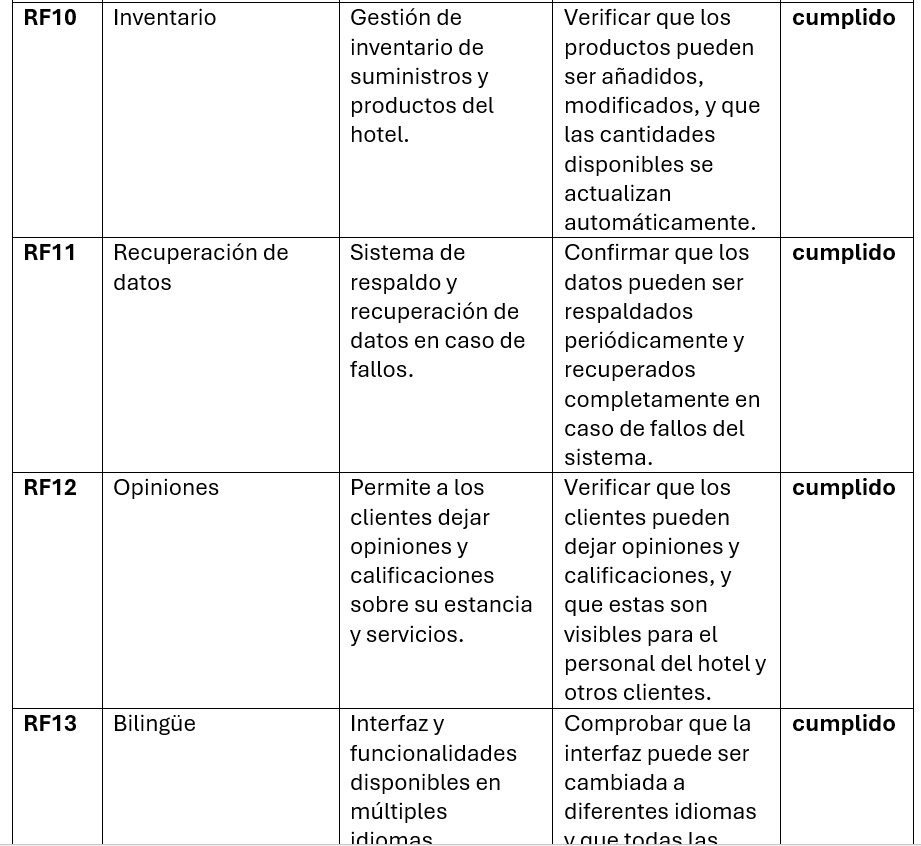 RF10
Inventario
Gestión de
inventario de
suministros y
productos del
hotel.
Verificar que los
productos pueden
ser añadidos,
modificados, y que
las cantidades
disponibles se
actualizan
automáticamente.
cumplido
RF11
Recuperación de
datos
Sistema de
respaldo y
recuperación de
datos en caso de
fallos.
Confirmar que los
datos pueden ser
respaldados
periódicamente y
recuperados
completamente en
caso de fallos del
sistema.
cumplido
RF12
Opiniones
Permite a los
clientes dejar
opiniones y
calificaciones
sobre su estancia
y servicios.
Verificar que los
clientes pueden
dejar opiniones y
calificaciones, y
que estas son
visibles para el
personal del hotel y
otros clientes.
cumplido
RF13
Bilingüe
Interfaz y
funcionalidades
disponibles en
múltiples
idiomas
Comprobar que la
interfaz puede ser
cambiada a
diferentes idiomas
y que todas las
cumplido